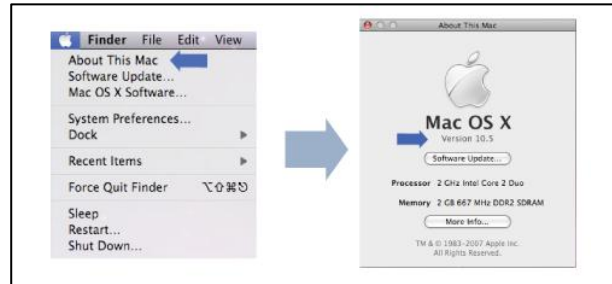 Finder File Edit View
About This Mac
Software Update...
Mac OS X Software...
System Preferences...
Dock
Recent Items
Force Quit Finder ⌥⇧⌘⎋
Sleep
Restart...
Shut Down...
About This Mac
Mac OS X
Version 10.5
Software Update...
Processor 2 GHz Intel Core 2 Duo
Memory 2 GB 667 MHz DDR2 SDRAM
More Info...
TM & © 1983-2007 Apple Inc.
All Rights Reserved.